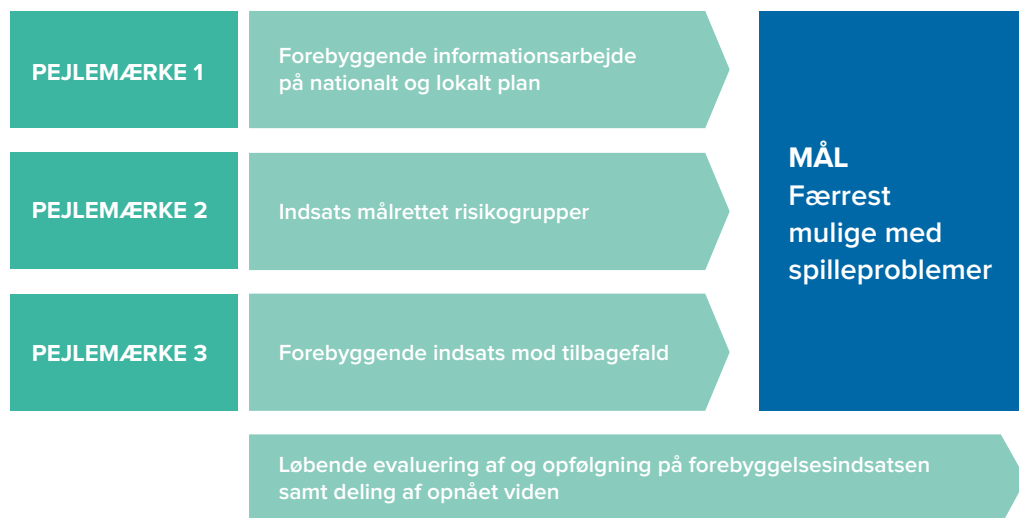 PEJLEMÆRKE 1
Forebyggende informationsarbejde
på nationalt og lokalt plan
PEJLEMÆRKE 2
Indsats målrettet risikogrupper
PEJLEMÆRKE 3
Forebyggende indsats mod tilbagefald
MÅL
Færrest
mulige med
spilleproblemer
Løbende evaluering af og opfølgning på forebyggelsesindsatsen
samt deling af opnået viden